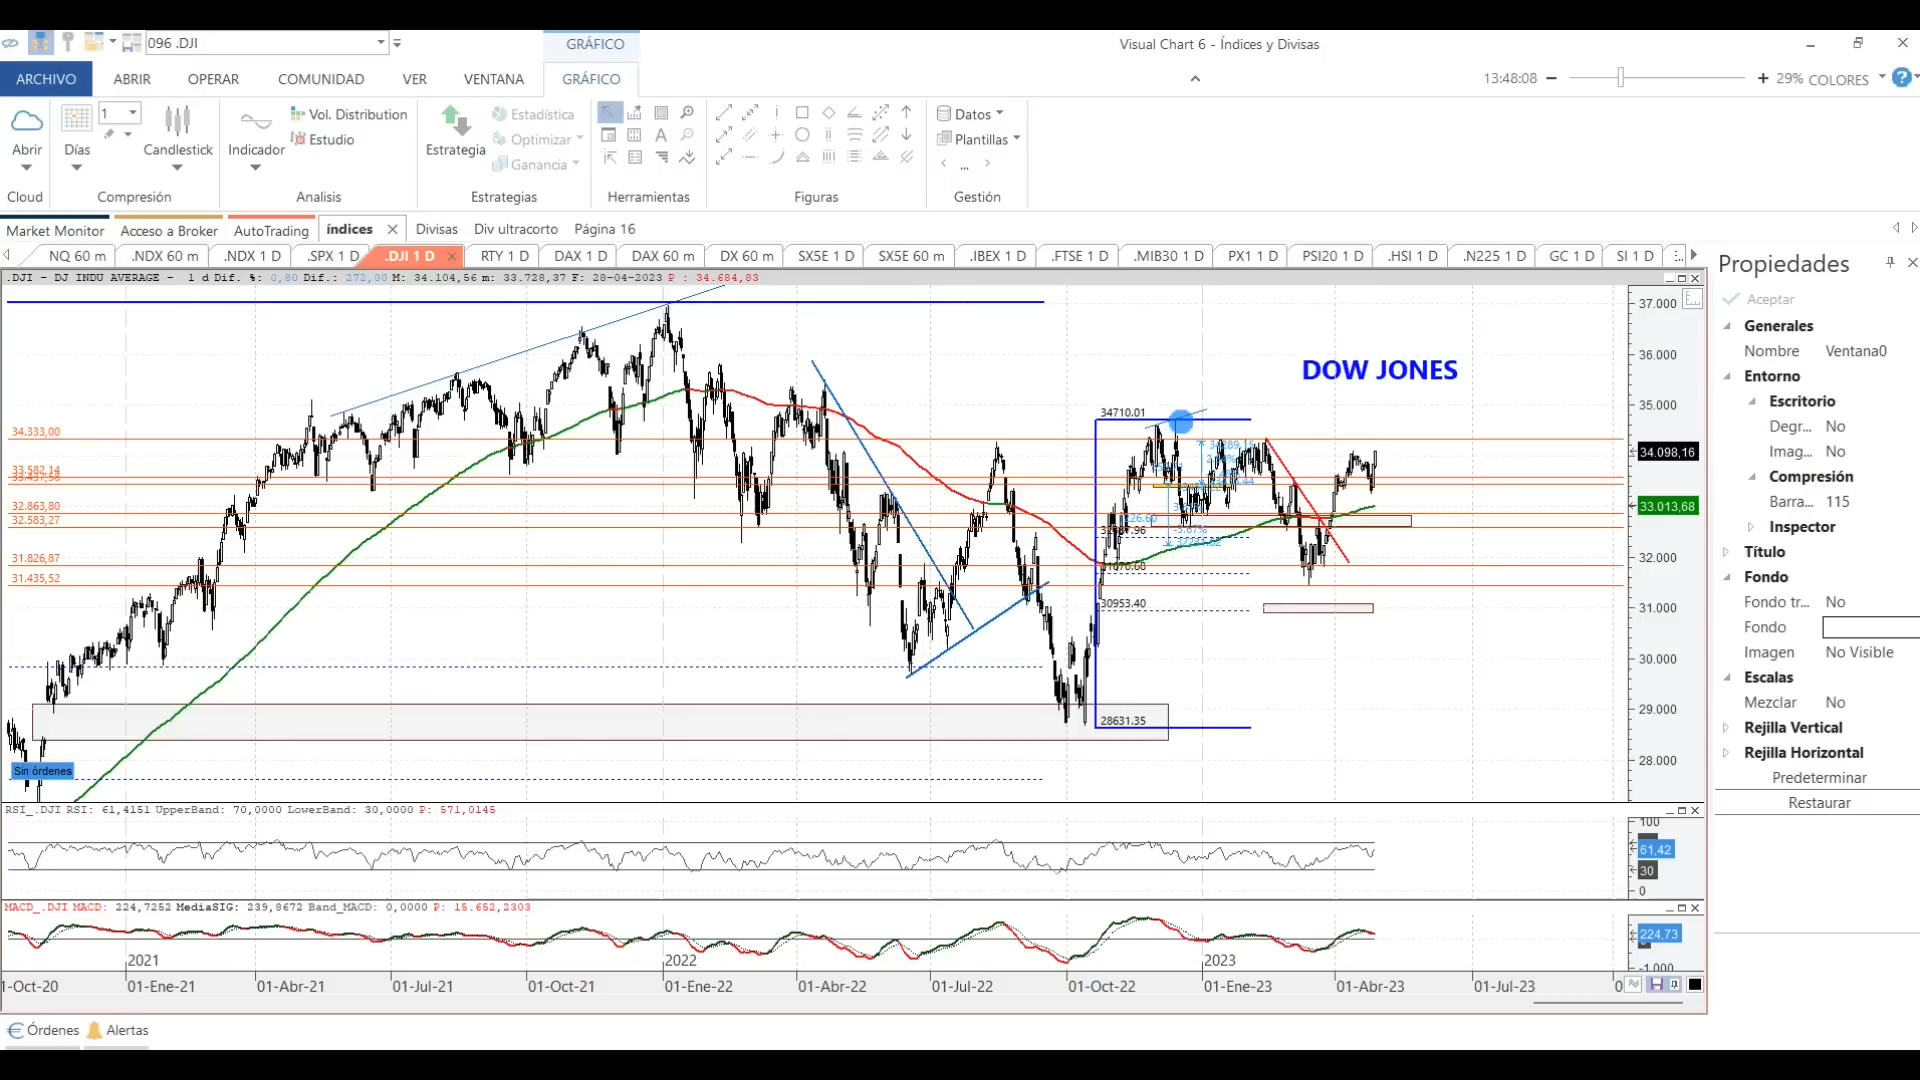 096 .DJI
GRÁFICO
Visual Chart 6 - Índices y Divisas
ARCHIVO ABRIR OPERAR COMUNIDAD VER VENTANA GRÁFICO
13:48:08
29% COLORES
1
Vol. Distribution
Estudio
Estadística
Optimizar
Ganancia
Datos
Plantillas
...
Abrir Días Candlestick Indicador Estrategia
Cloud Compresión Analisis Estrategias Herramientas Figuras Gestión
Market Monitor Acceso a Broker AutoTrading índices Divisas Div ultracorto Página 16
NQ 60 m .NDX 60 m .NDX 1 D .SPX 1 D .DJI 1 D RTY 1 D DAX 1 D DAX 60 m DX 60 m SX5E 1 D SX5E 60 m .IBEX 1 D .FTSE 1 D .MIB30 1 D PX1 1 D PSI20 1 D .HSI 1 D .N225 1 D GC 1 D SI 1 D
.DJI - DJ INDU AVERAGE - 1 d Dif. %: 0,80 Dif.: 272,00 M: 34.104,56 m: 33.728,37 F: 28-04-2023 P : 34.684,83
DOW JONES
34.333,00
33.582,14
32.863,80
32.583,27
31.826,87
31.435,52
34710.01
30953.40
28631.35
Sin órdenes
37.000
36.000
35.000
34.098,16
33.013,68
32.000
31.000
30.000
29.000
28.000
RSI_.DJI RSI: 61,4151 UpperBand: 70,0000 LowerBand: 30,0000 P: 571,0145
100
61,42
30
0
MACD_.DJI MACD: 224,7252 MediaSIG: 239,8672 Band_MACD: 0,0000 P: 15.652,2303
224,73
-1.000
2021 2022 2023
1-Oct-20 01-Ene-21 01-Abr-21 01-Jul-21 01-Oct-21 01-Ene-22 01-Abr-22 01-Jul-22 01-Oct-22 01-Ene-23 01-Abr-23 01-Jul-23 0
Órdenes Alertas
Propiedades
Aceptar
Generales
Nombre Ventana0
Entorno
Escritorio
Degr... No
Imag... No
Compresión
Barra... 115
Inspector
Título
Fondo
Fondo tr... No
Fondo
Imagen No Visible
Escalas
Mezclar No
Rejilla Vertical
Rejilla Horizontal
Predeterminar
Restaurar